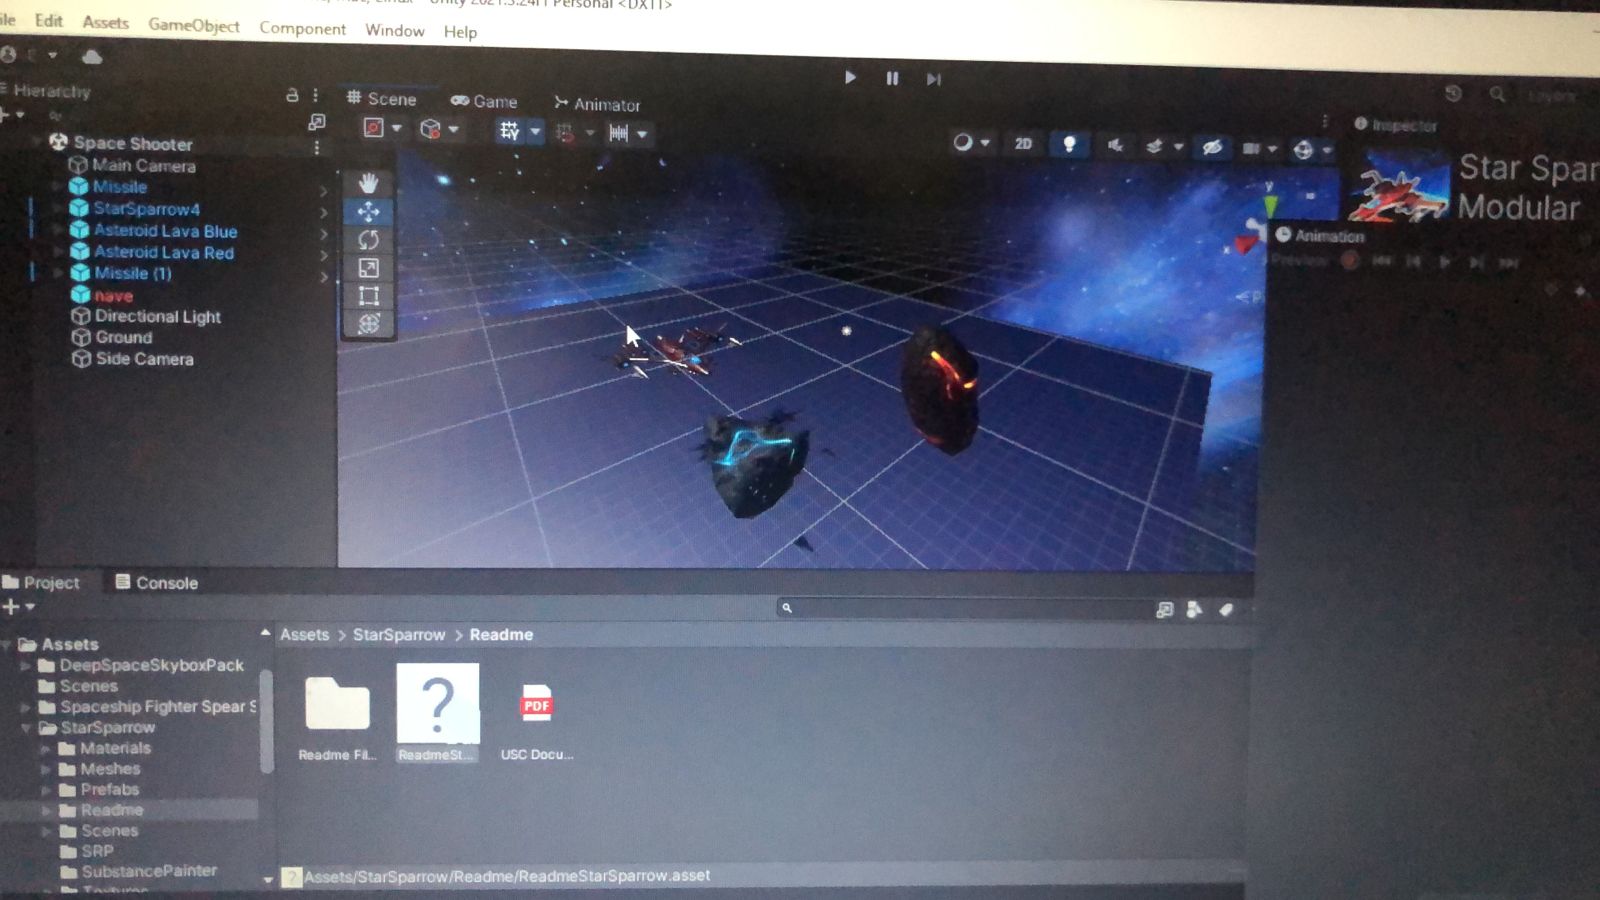 Unity 2021.3.24f1 Personal <DX11>
Edit Assets GameObject Component Window Help
Hierarchy
Scene Game Animator
Inspector
Space Shooter
2D
Main Camera
Missile
StarSparrow4
Asteroid Lava Blue
Asteroid Lava Red
Missile (1)
nave
Directional Light
Ground
Side Camera
y
x
Star Spar
Modular
Animation
Preview
Project Console
Assets
DeepSpaceSkyboxPack
Scenes
Spaceship Fighter Spear S
StarSparrow
Materials
Meshes
Prefabs
Readme
Scenes
SRP
SubstancePainter
Textures
Assets > StarSparrow > Readme
?
PDF
Readme Fil... ReadmeSt... USC Docu...
Assets/StarSparrow/Readme/ReadmeStarSparrow.asset